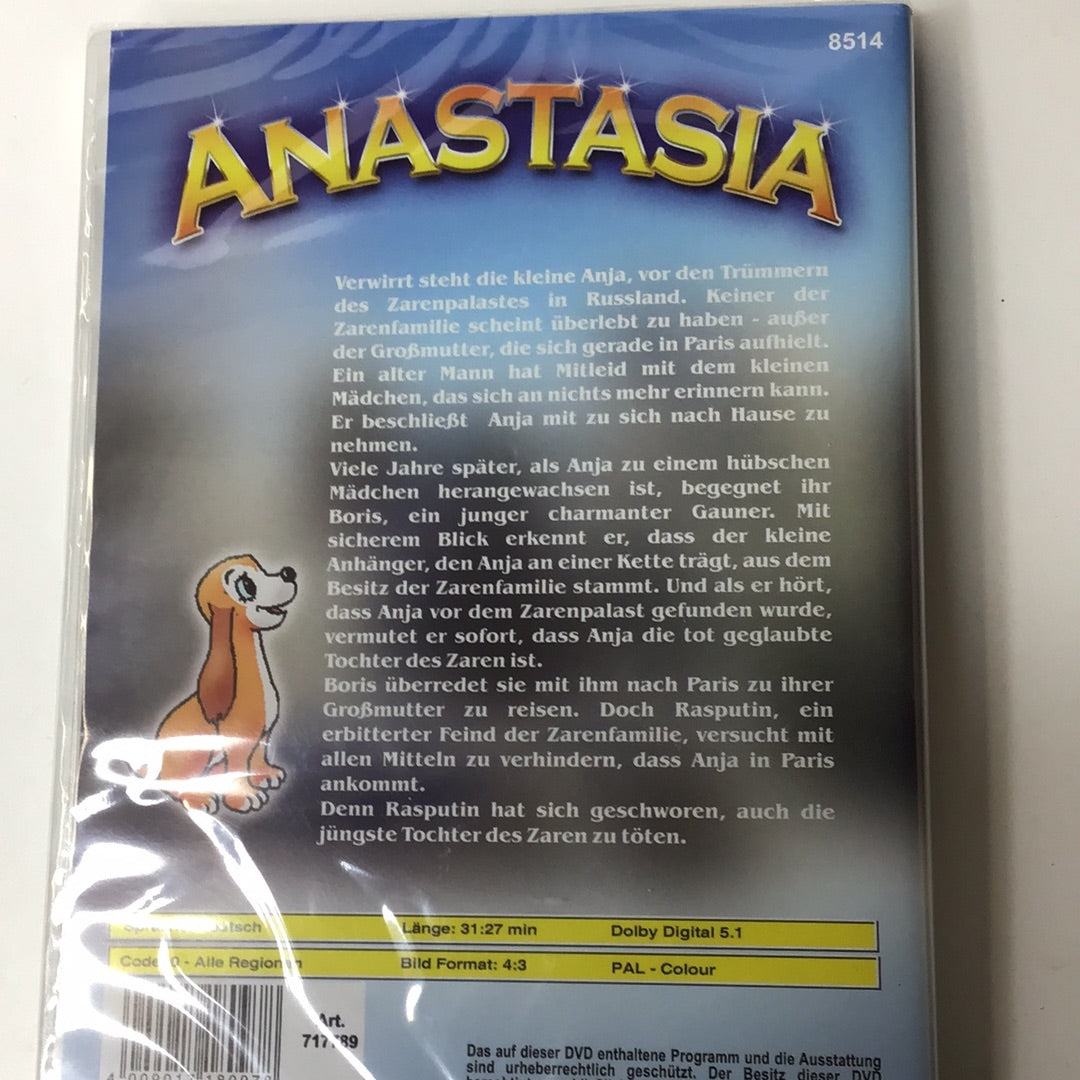 8514
ANASTASIA
Verwirrt steht die kleine Anja, vor den Trümmern
des Zarenpalastes in Russland. Keiner der
Zarenfamilie scheint überlebt zu haben - außer
der Großmutter, die sich gerade in Paris aufhielt.
Ein alter Mann hat Mitleid mit dem kleinen
Mädchen, das sich an nichts mehr erinnern kann.
Er beschließt Anja mit zu sich nach Hause zu
nehmen.
Viele Jahre später, als Anja zu einem hübschen
Mädchen herangewachsen ist, begegnet ihr
Boris, ein junger charmanter Gauner. Mit
sicherem Blick erkennt er, dass der kleine
Anhänger, den Anja an einer Kette trägt, aus dem
Besitz der Zarenfamilie stammt. Und als er hört,
dass Anja vor dem Zarenpalast gefunden wurde,
vermutet er sofort, dass Anja die tot geglaubte
Tochter des Zaren ist.
Boris überredet sie mit ihm nach Paris zu ihrer
Großmutter zu reisen. Doch Rasputin, ein
erbitterter Feind der Zarenfamilie, versucht mit
allen Mitteln zu verhindern, dass Anja in Paris
ankommt.
Denn Rasputin hat sich geschworen, auch die
jüngste Tochter des Zaren zu töten.
Länge: 31:27 min Dolby Digital 5.1
Code 0 - Alle Regionen Bild Format: 4:3 PAL - Colour
Art.
Das auf dieser DVD enthaltene Programm und die Ausstattung
sind urheberrechtlich geschützt. Der Besitz dieser DVD